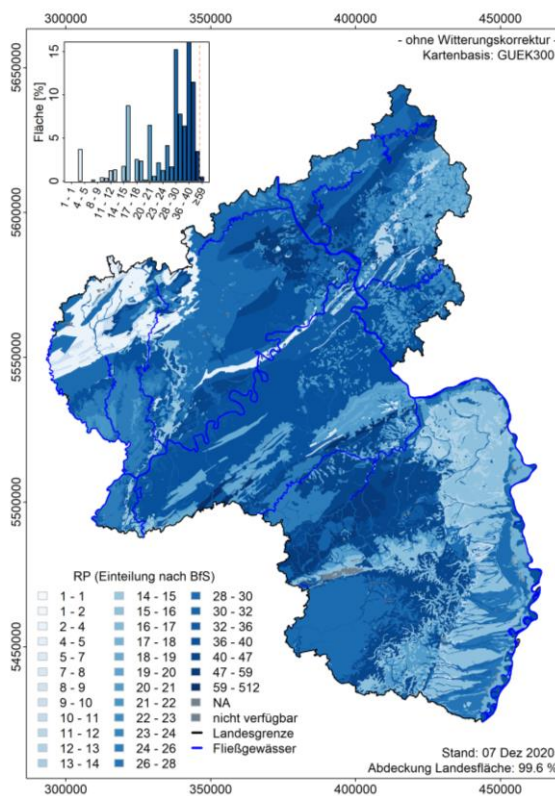 300000 350000 400000 450000
- ohne Witterungskorrektur -
Kartenbasis: GUEK300
Fläche [%]
15
10
5
0
1 - 1
4 - 5
8 - 9
11 - 12
14 - 15
17 - 18
20 - 21
23 - 24
28 - 30
36 - 40
≥59
5650000
5600000
5550000
5500000
5450000
5650000
5600000
5550000
5500000
5450000
RP (Einteilung nach BfS)
1 - 1
1 - 2
2 - 4
4 - 5
5 - 7
7 - 8
8 - 9
9 - 10
10 - 11
11 - 12
12 - 13
13 - 14
14 - 15
15 - 16
16 - 17
17 - 18
18 - 19
19 - 20
20 - 21
21 - 22
22 - 23
23 - 24
24 - 26
26 - 28
28 - 30
30 - 32
32 - 36
36 - 40
40 - 47
47 - 59
59 - 512
NA
nicht verfügbar
Landesgrenze
Fließgewässer
Stand: 07 Dez 2020
Abdeckung Landesfläche: 99.6 %
300000 350000 400000 450000